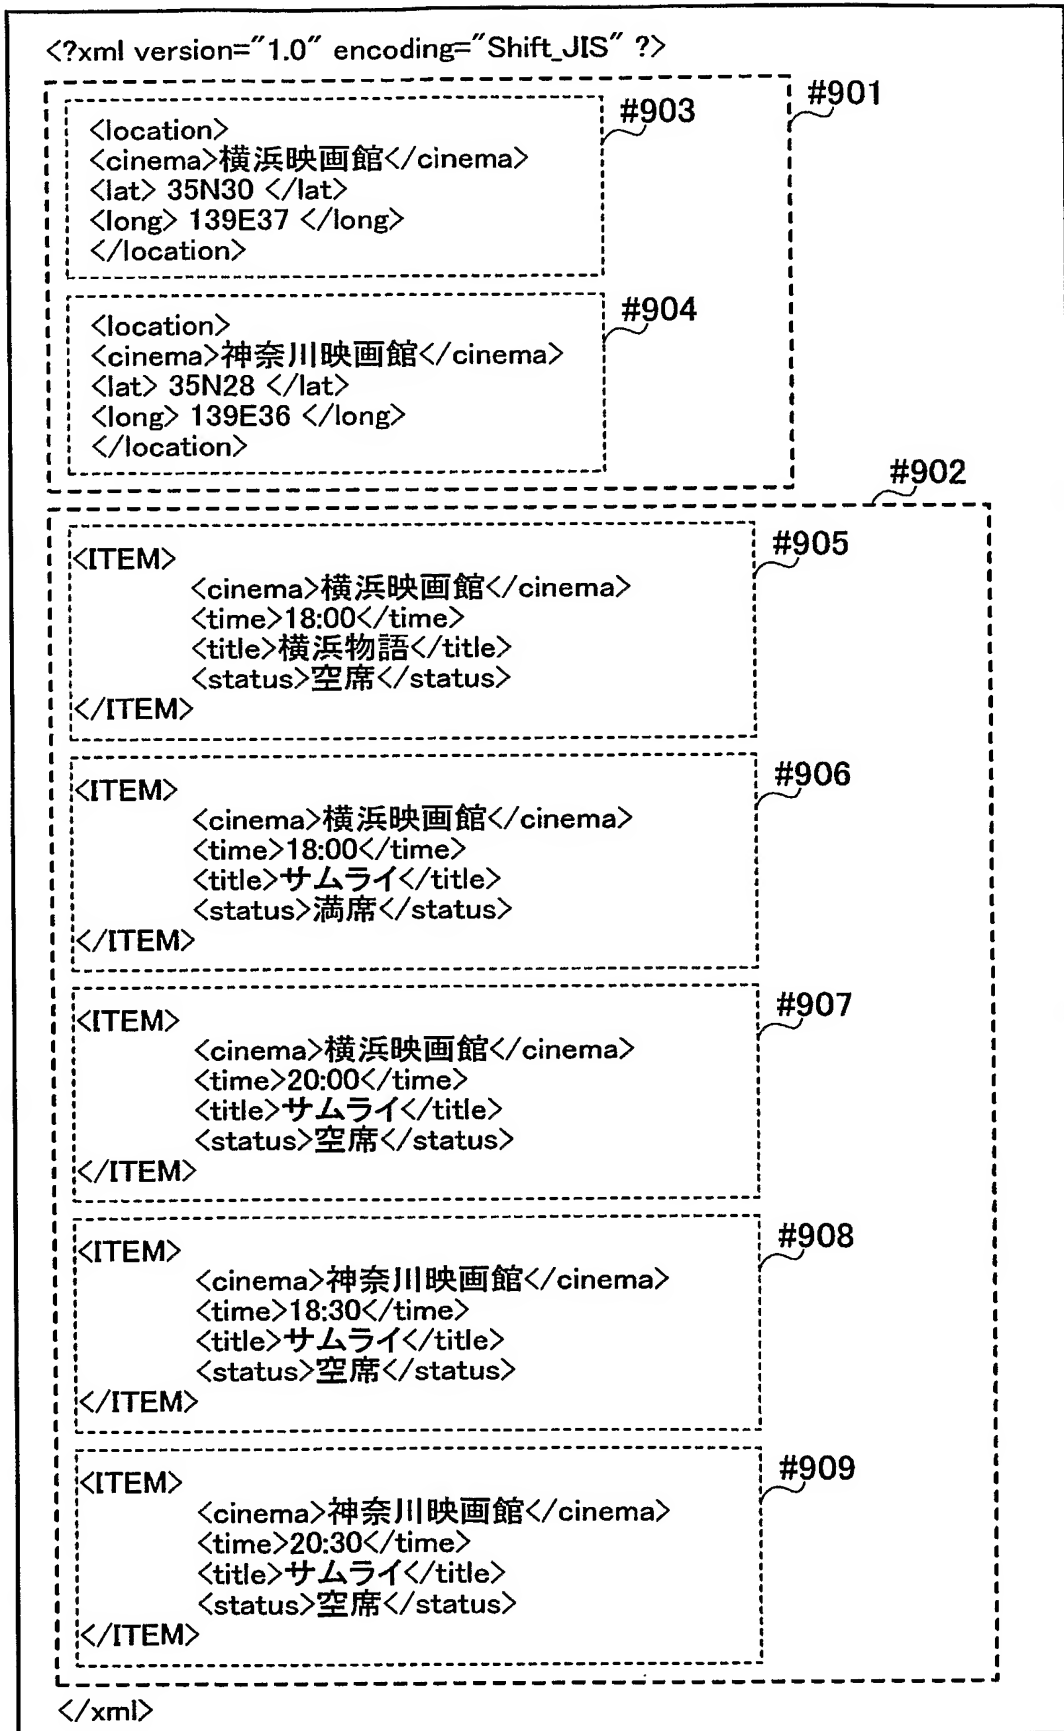 <?xml version="1.0" encoding="Shift_JIS" ?>
#901
#903
<location>
<cinema>横浜映画館</cinema>
<lat> 35N30 </lat>
<long> 139E37 </long>
</location>
#904
<location>
<cinema>神奈川映画館</cinema>
<lat> 35N28 </lat>
<long> 139E36 </long>
</location>
#902
#905
<ITEM>
<cinema>横浜映画館</cinema>
<time>18:00</time>
<title>横浜物語</title>
<status>空席</status>
</ITEM>
#906
<ITEM>
<cinema>横浜映画館</cinema>
<time>18:00</time>
<title>サムライ</title>
<status>満席</status>
</ITEM>
#907
<ITEM>
<cinema>横浜映画館</cinema>
<time>20:00</time>
<title>サムライ</title>
<status>空席</status>
</ITEM>
#908
<ITEM>
<cinema>神奈川映画館</cinema>
<time>18:30</time>
<title>サムライ</title>
<status>空席</status>
</ITEM>
#909
<ITEM>
<cinema>神奈川映画館</cinema>
<time>20:30</time>
<title>サムライ</title>
<status>空席</status>
</ITEM>
</xml>